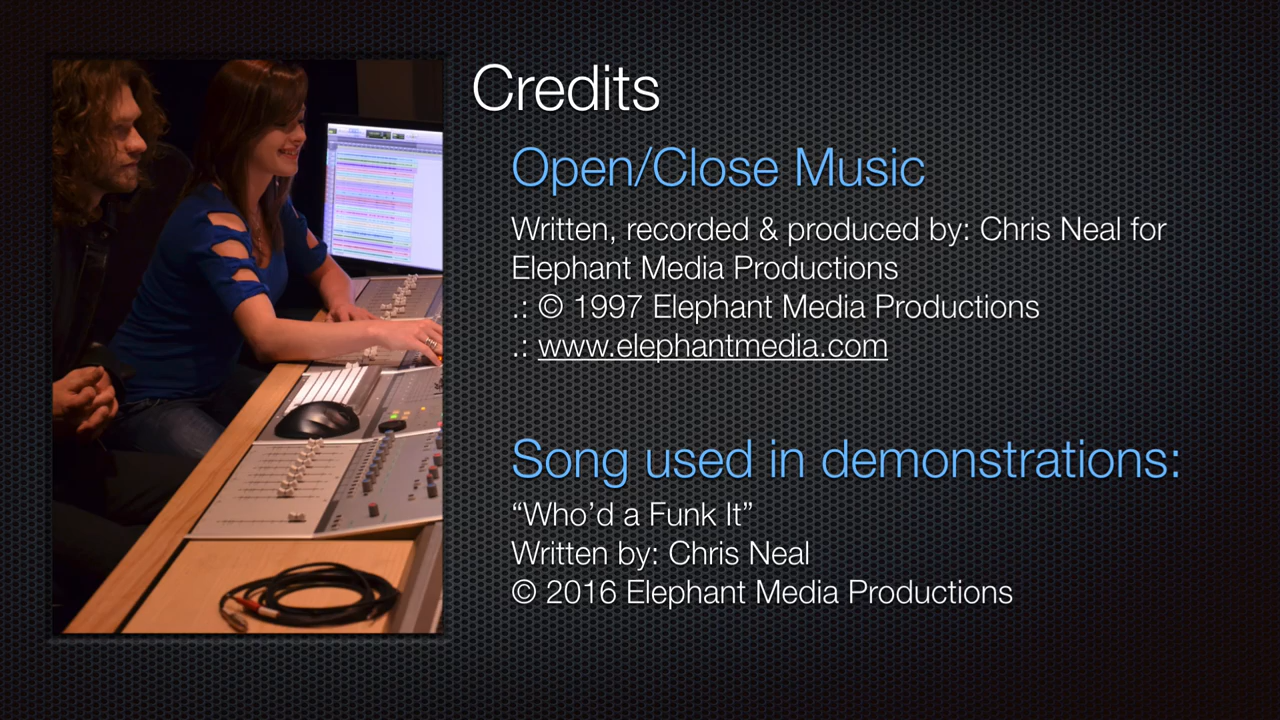 Credits
Open/Close Music
Written, recorded & produced by: Chris Neal for
Elephant Media Productions
.: © 1997 Elephant Media Productions
.: www.elephantmedia.com
Song used in demonstrations:
“Who’d a Funk It”
Written by: Chris Neal
© 2016 Elephant Media Productions